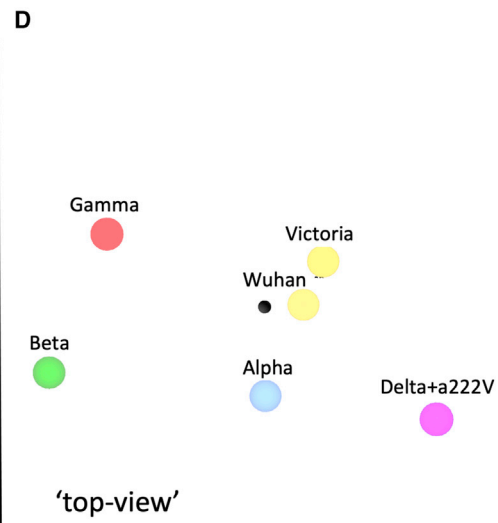 D
Gamma
Victoria
Wuhan
Beta
Alpha
Delta+a222V
‘top-view’